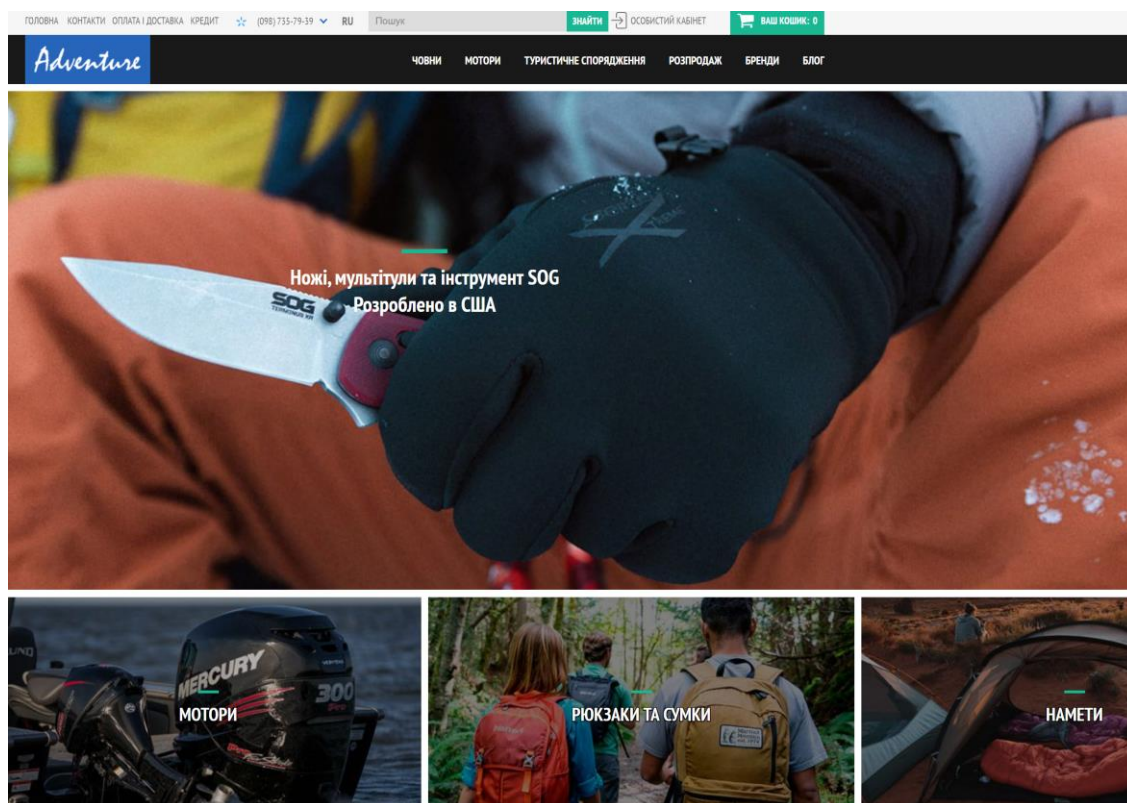 ГОЛОВНА КОНТАКТИ ОПЛАТА І ДОСТАВКА КРЕДИТ (098) 735-79-39 RU Пошук ЗНАЙТИ ОСОБИСТИЙ КАБІНЕТ ВАШ КОШИК: 0
Adventure ЧОВНИ МОТОРИ ТУРИСТИЧНЕ СПОРЯДЖЕННЯ РОЗПРОДАЖ БРЕНДИ БЛОГ
Ножі, мультітули та інструмент SOG
Розроблено в США
SOG
MERCURY
300
МОТОРИ
РЮКЗАКИ ТА СУМКИ
НАМЕТИ